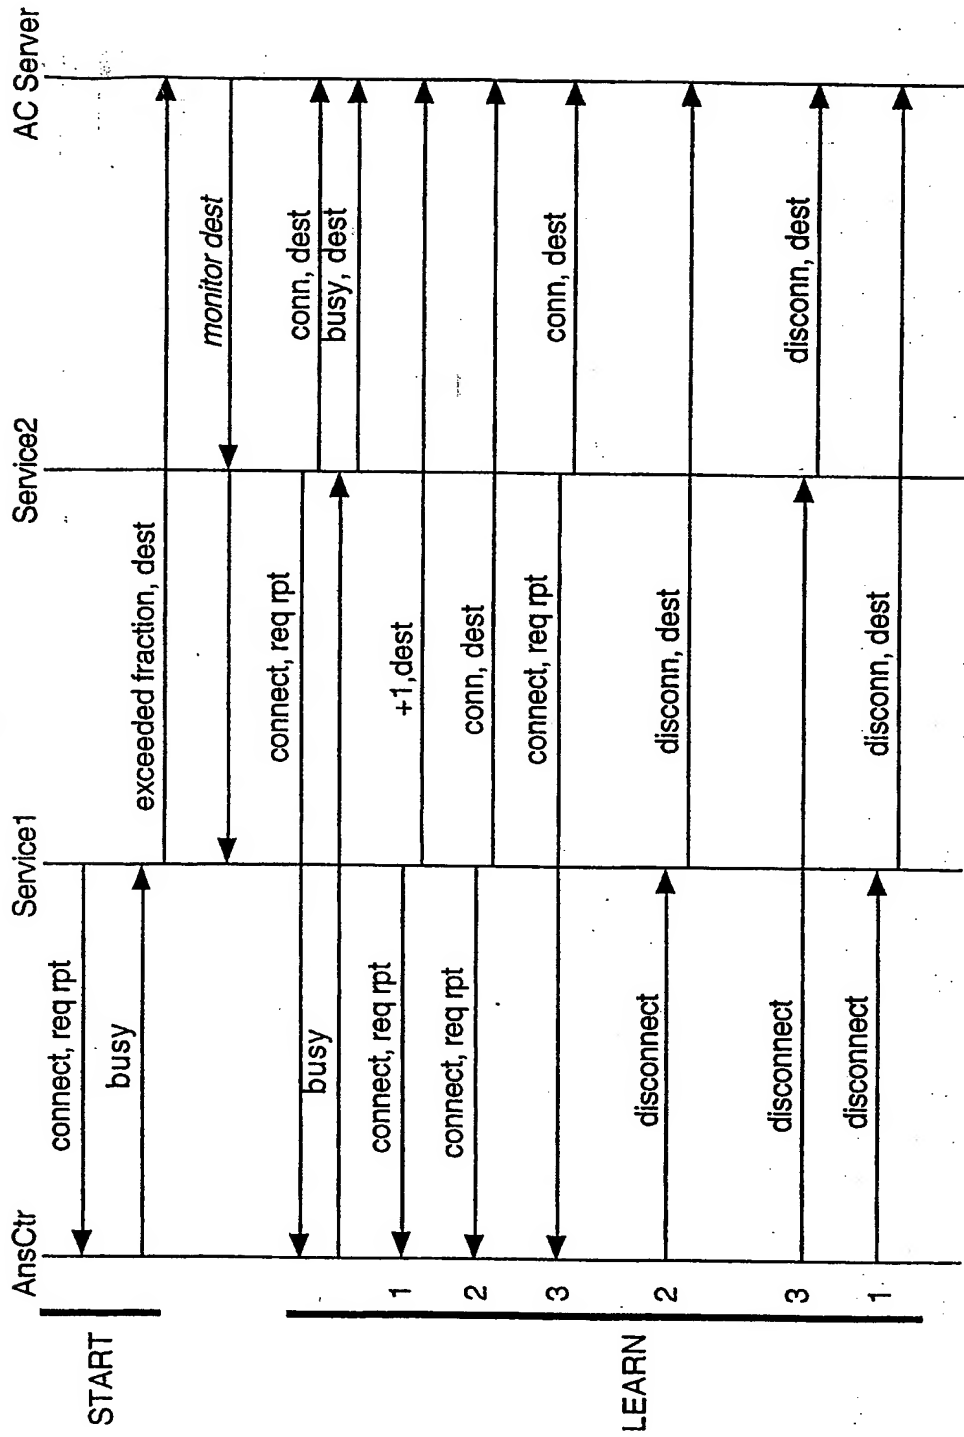 AnsCtr
Service1
Service2
AC Server
START
connect, req rpt
busy
exceeded fraction, dest
monitor dest
LEARN
connect, req rpt
conn, dest
busy
busy, dest
1
connect, req rpt
+1,dest
2
connect, req rpt
conn, dest
3
connect, req rpt
conn, dest
2
disconnect
disconn, dest
3
disconnect
disconn, dest
1
disconnect
disconn, dest